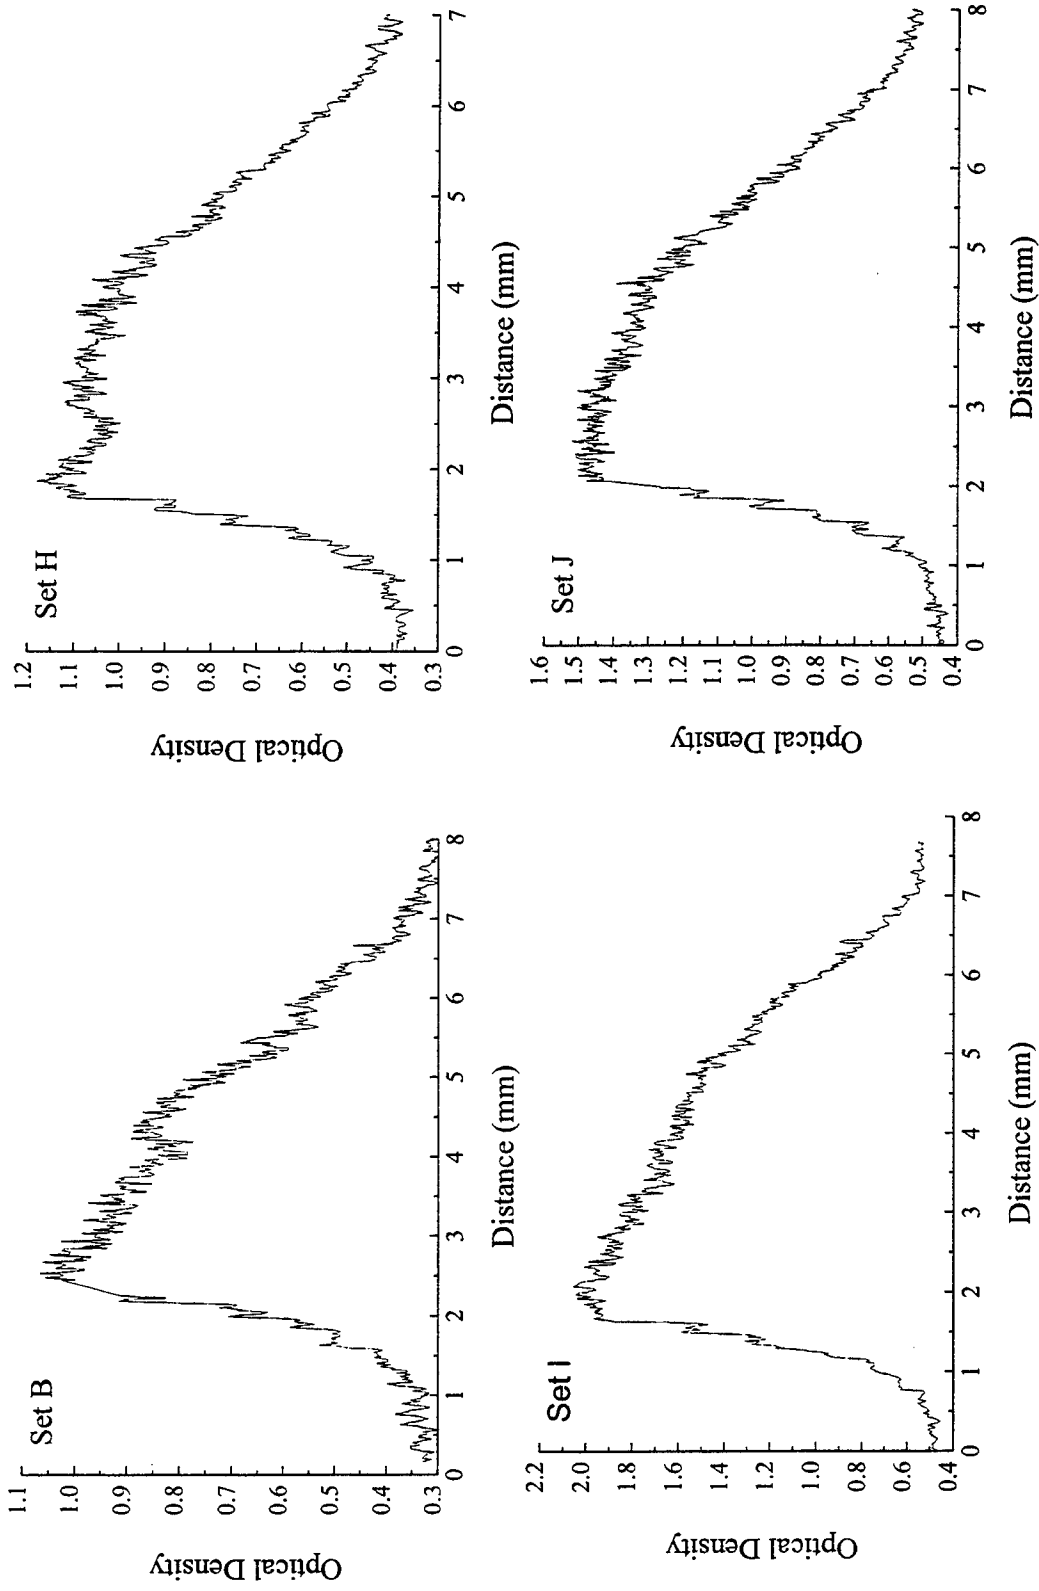 Set B
Optical Density
1.1
1.0
0.9
0.8
0.7
0.6
0.5
0.4
0.3
0 1 2 3 4 5 6 7 8
Distance (mm)
Set H
Optical Density
1.2
1.1
1.0
0.9
0.8
0.7
0.6
0.5
0.4
0.3
0 1 2 3 4 5 6 7
Distance (mm)
Set I
Optical Density
2.2
2.0
1.8
1.6
1.4
1.2
1.0
0.8
0.6
0.4
0 1 2 3 4 5 6 7 8
Distance (mm)
Set J
Optical Density
1.6
1.5
1.4
1.3
1.2
1.1
1.0
0.9
0.8
0.7
0.6
0.5
0.4
0 1 2 3 4 5 6 7 8
Distance (mm)